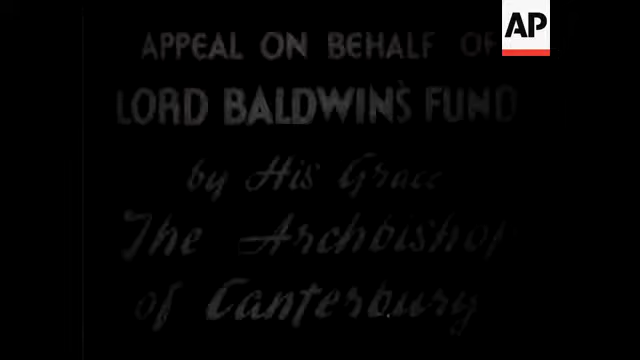 AP
APPEAL ON BEHALF OF
LORD BALDWIN'S FUND
by His Grace
The Archbishop
of Canterbury